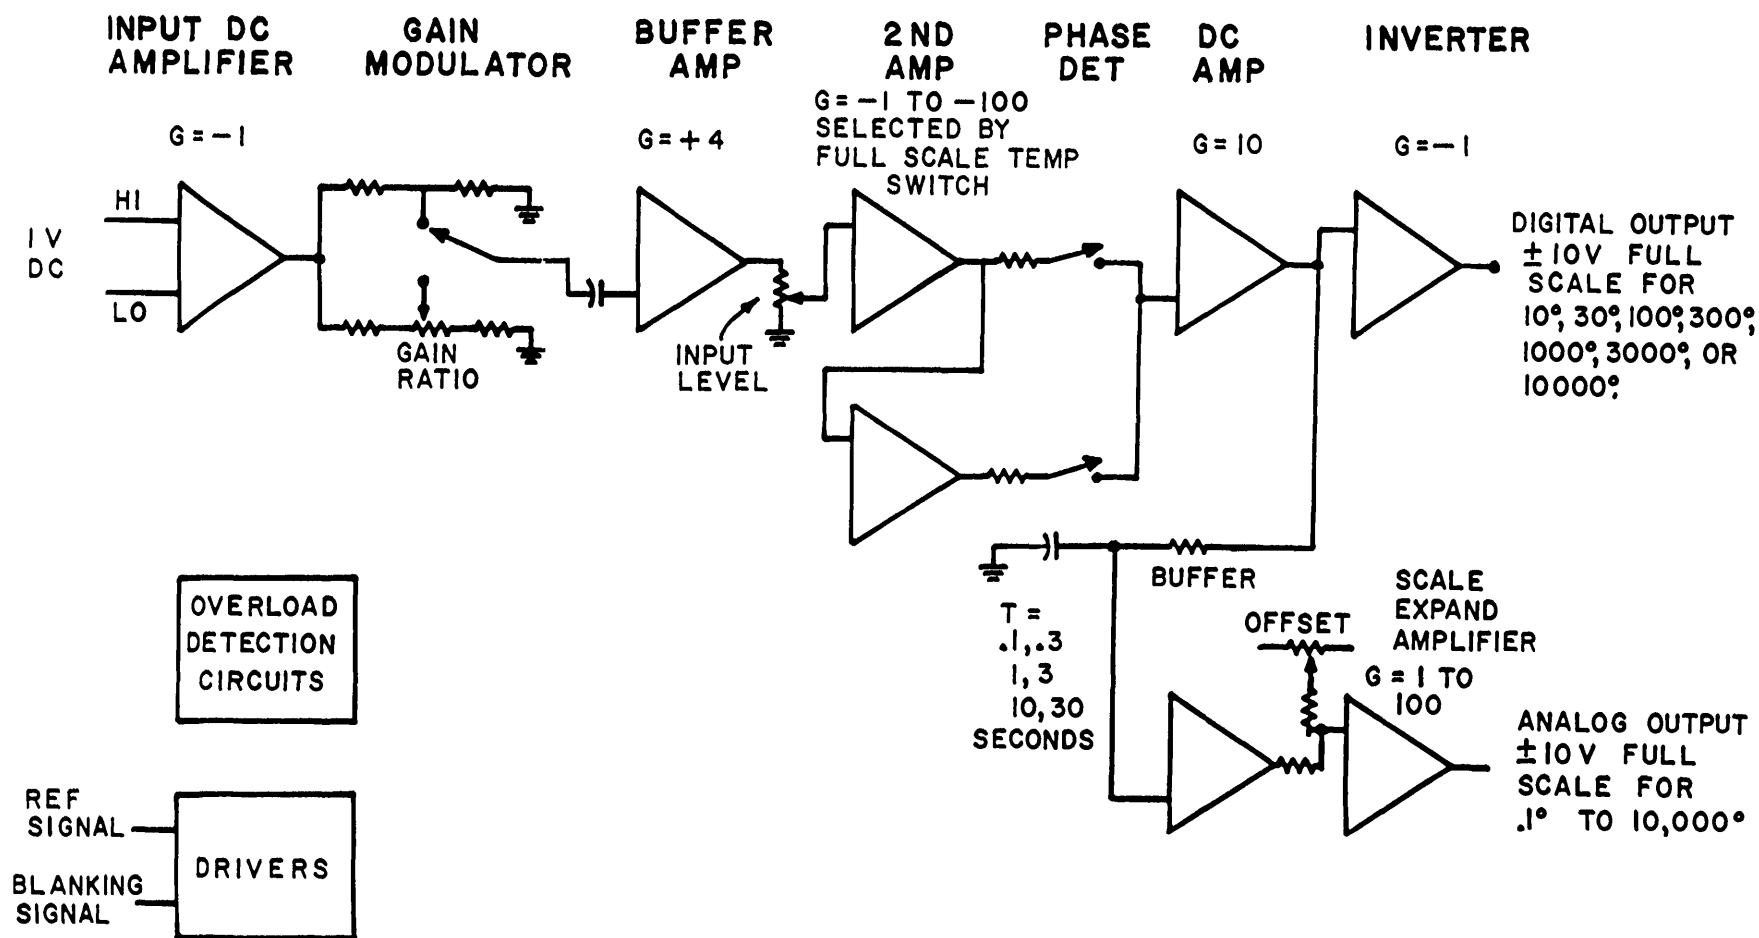 INPUT DC
AMPLIFIER
GAIN
MODULATOR
BUFFER
AMP
2ND
AMP
PHASE
DET
DC
AMP
INVERTER
G=-1
G=+4
G=-1 TO -100
SELECTED BY
FULL SCALE TEMP
SWITCH
G=10
G=-1
HI
1V
DC
LO
GAIN
RATIO
INPUT
LEVEL
DIGITAL OUTPUT
±10V FULL
SCALE FOR
10°, 30°, 100°, 300°,
1000°, 3000°, OR
10000°.
BUFFER
T =
.1, .3
1, 3
10, 30
SECONDS
OFFSET
SCALE
EXPAND
AMPLIFIER
G = 1 TO
100
ANALOG OUTPUT
±10V FULL
SCALE FOR
.1° TO 10,000°
OVERLOAD
DETECTION
CIRCUITS
REF
SIGNAL
DRIVERS
BLANKING
SIGNAL